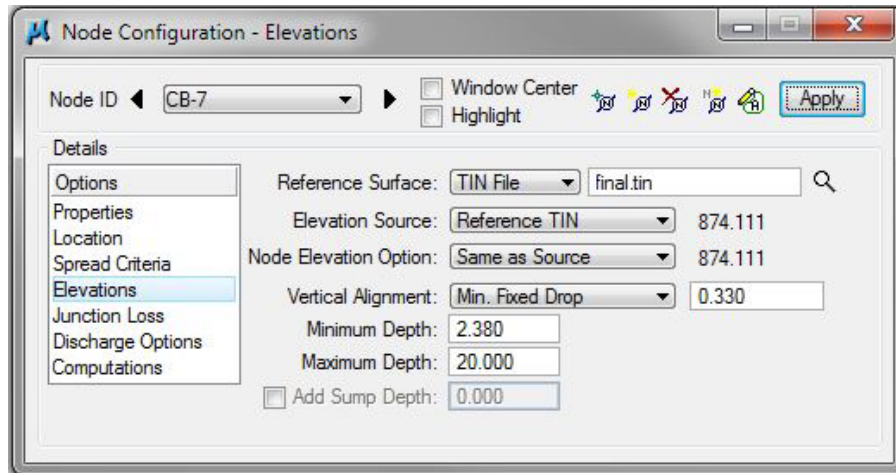 Node Configuration - Elevations
Node ID CB-7 Window Center Highlight Apply
Details
Options
Properties
Location
Spread Criteria
Elevations
Junction Loss
Discharge Options
Computations
Reference Surface: TIN File final.tin
Elevation Source: Reference TIN 874.111
Node Elevation Option: Same as Source 874.111
Vertical Alignment: Min. Fixed Drop 0.330
Minimum Depth: 2.380
Maximum Depth: 20.000
Add Sump Depth: 0.000